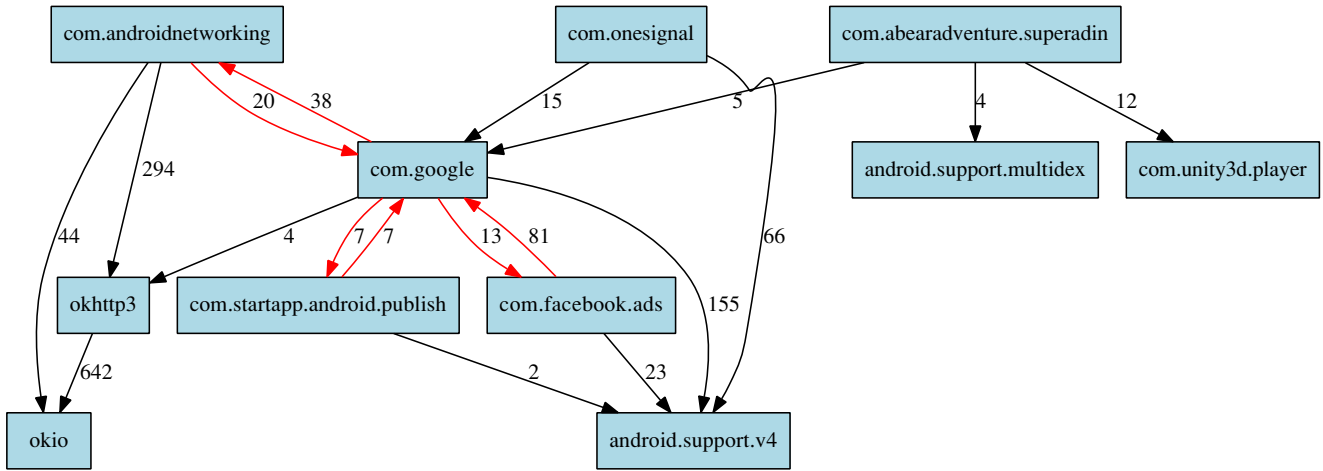 com.androidnetworking
com.onesignal
com.abearadventure.superadin
20
38
15
5
4
12
com.google
android.support.multidex
com.unity3d.player
294
44
4
7
7
13
81
66
okhttp3
com.startapp.android.publish
com.facebook.ads
155
642
2
23
okio
android.support.v4